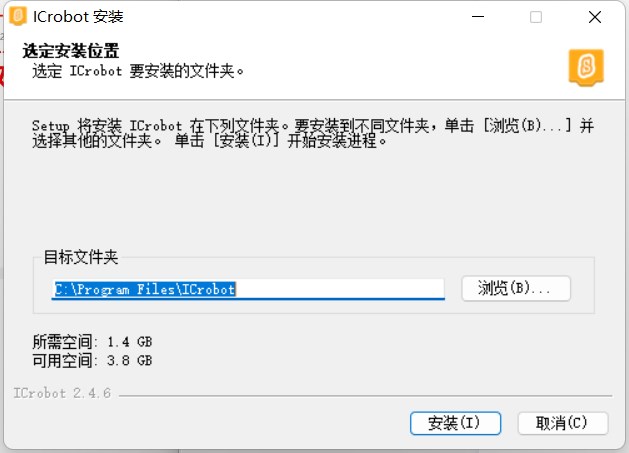 ICrobot 安装
选定安装位置
选定 ICrobot 要安装的文件夹。
Setup 将安装 ICrobot 在下列文件夹。要安装到不同文件夹，单击 [浏览(B)...] 并
选择其他的文件夹。 单击 [安装(I)] 开始安装进程。
目标文件夹
C:\Program Files\ICrobot
浏览(B)...
所需空间: 1.4 GB
可用空间: 3.8 GB
ICrobot 2.4.6
安装(I)
取消(C)